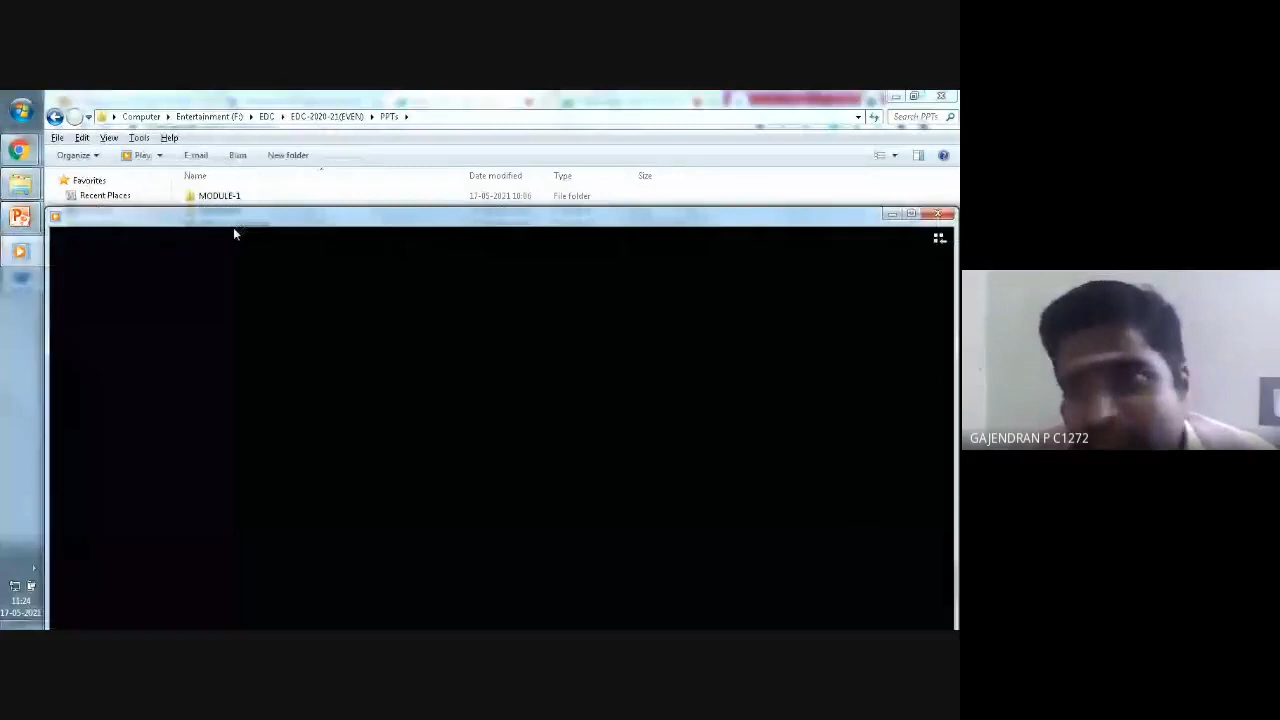 Computer
Entertainment (F:)
EDC
EDC-2020-21(EVEN)
PPTs
Search PPTs
File Edit View Tools Help
Organize Play E-mail Burn New folder
Name Date modified Type Size
Favorites
Recent Places
MODULE-1 17-05-2021 10:06 File folder
GAJENDRAN P C1272
11:24
17-05-2021